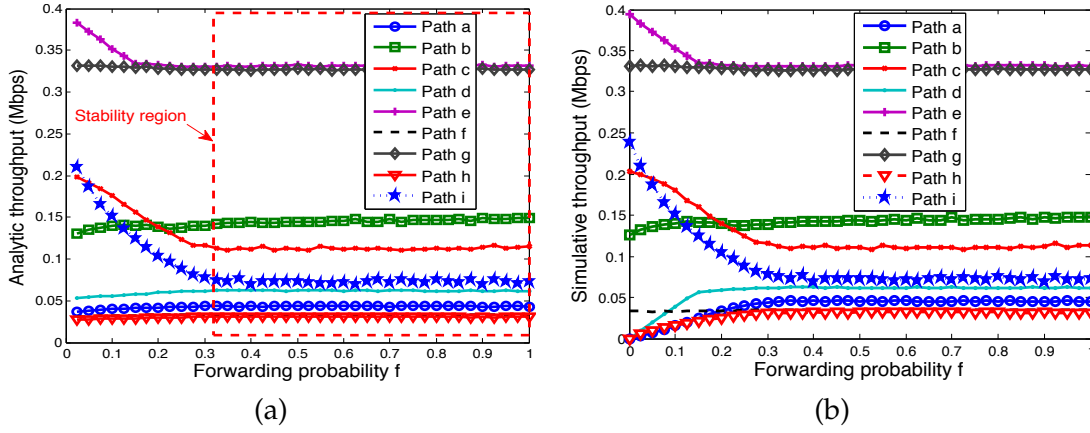 Analytic throughput (Mbps)
0.4
0.35
0.3
0.25
0.2
0.15
0.1
0.05
0
0
0.1
0.2
0.3
0.4
0.5
0.6
0.7
0.8
0.9
1
Forwarding probability f
Stability region
Path a
Path b
Path c
Path d
Path e
Path f
Path g
Path h
Path i
(a)
Simulative throughput (Mbps)
0.4
0.35
0.3
0.25
0.2
0.15
0.1
0.05
0
0
0.1
0.2
0.3
0.4
0.5
0.6
0.7
0.8
0.9
Forwarding probability f
Path a
Path b
Path c
Path d
Path e
Path f
Path g
Path h
Path i
(b)